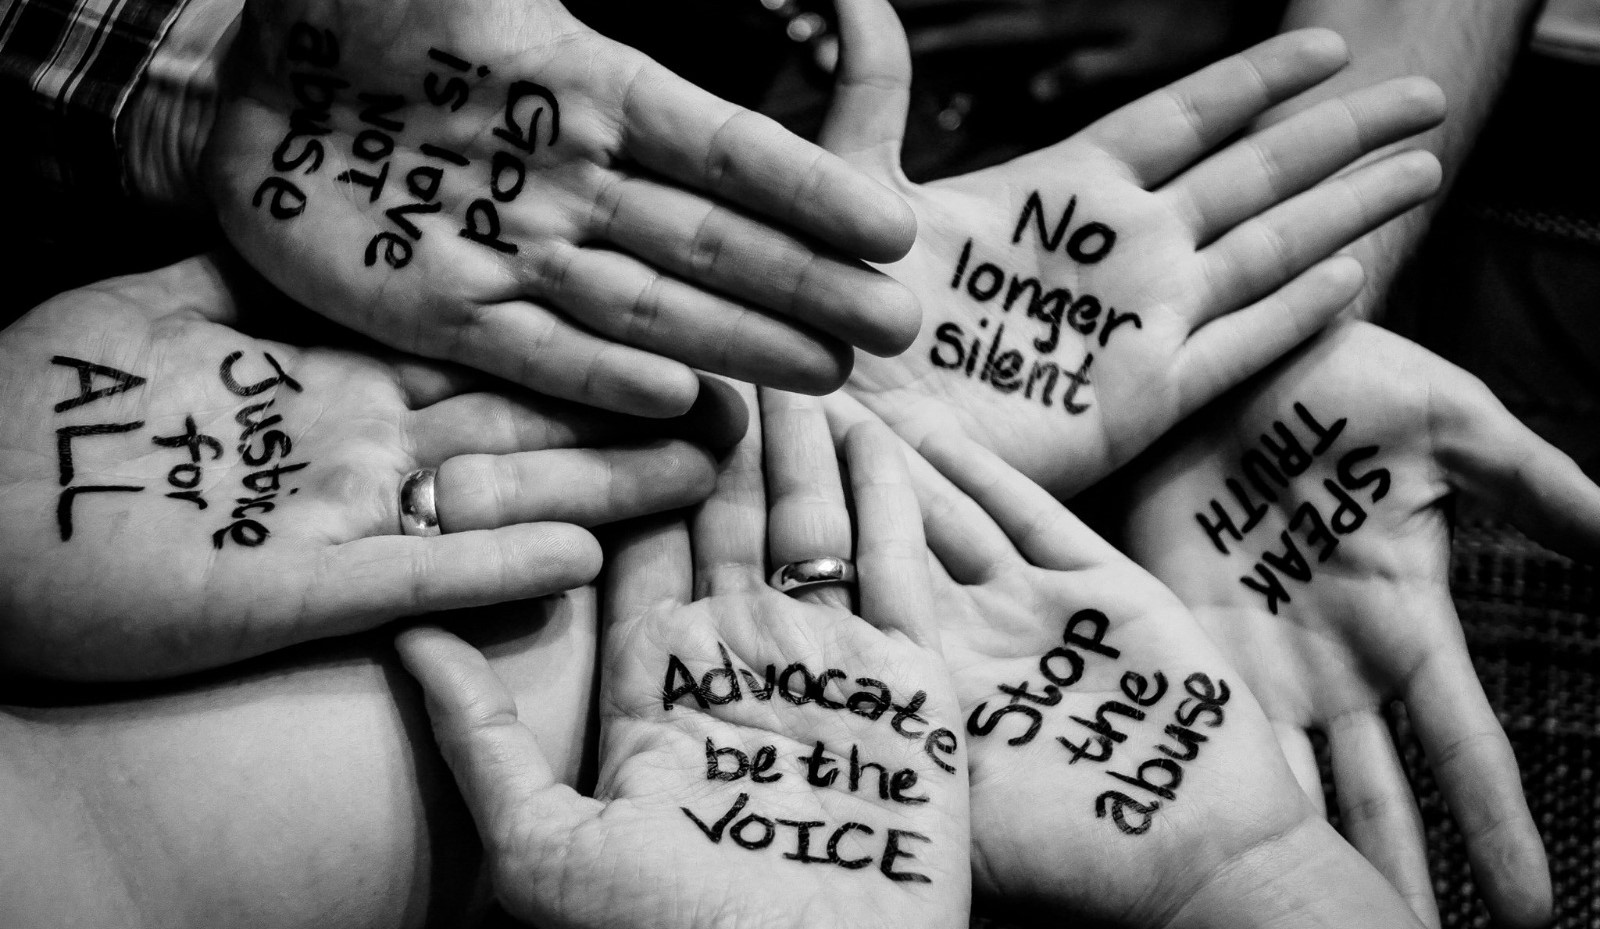 God
is love
NOT
abuse
No
longer
silent
Justice
for
ALL
SPEAK
TRUTH
Advocate
be the
VOICE
Stop
the
abuse